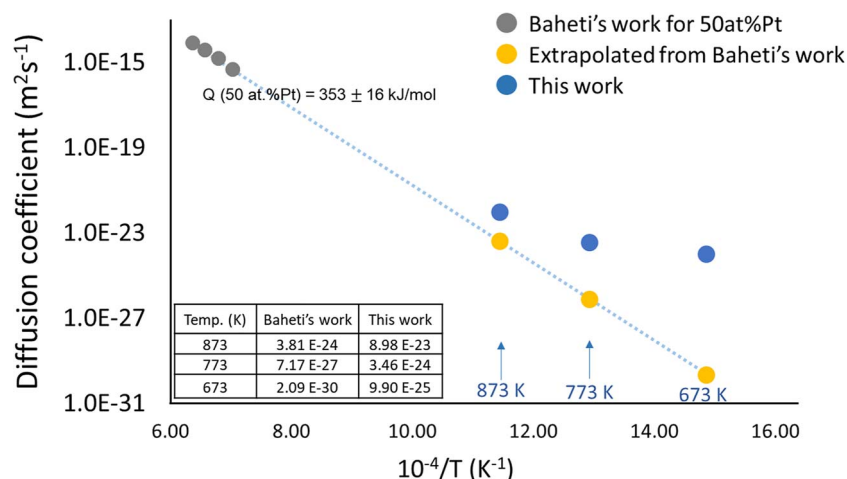 Baheti's work for 50at%Pt
Extrapolated from Baheti's work
This work
Diffusion coefficient (m²s⁻¹)
1.0E-15
1.0E-19
1.0E-23
1.0E-27
1.0E-31
Q (50 at.%Pt) = 353 ± 16 kJ/mol
Temp. (K) Baheti's work This work
873 3.81 E-24 8.98 E-23
773 7.17 E-27 3.46 E-24
673 2.09 E-30 9.90 E-25
873 K 773 K 673 K
6.00 8.00 10.00 12.00 14.00 16.00
10⁻⁴/T (K⁻¹)